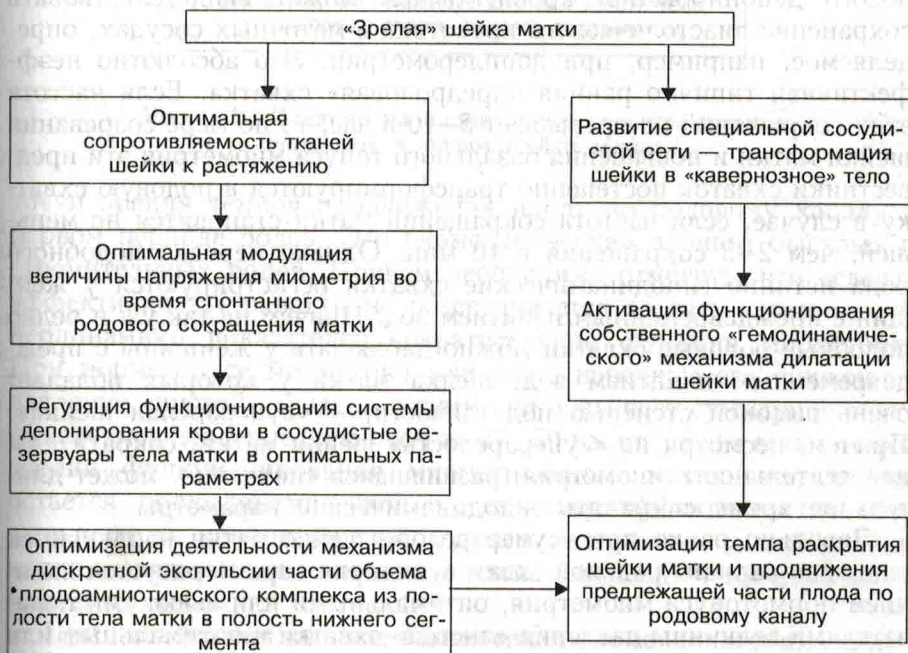 «Зрелая» шейка матки
Оптимальная
сопротивляемость тканей
шейки к растяжению
Развитие специальной сосуди-
стой сети — трансформация
шейки в «кавернозное» тело
Оптимальная модуляция
величины напряжения миометрия во
время спонтанного
родового сокращения матки
Активация функционирования
собственного «гемодинамиче-
ского» механизма дилатации
шейки матки
Регуляция функционирования системы
депонирования крови в сосудистые ре-
зервуары тела матки в оптимальных па-
раметрах
Оптимизация деятельности механизма
дискретной экспульсии части объема
плодоамниотического комплекса из по-
лости тела матки в полость нижнего сег-
мента
Оптимизация темпа раскрытия
шейки матки и продвижения
предлежащей части плода по
родовому каналу